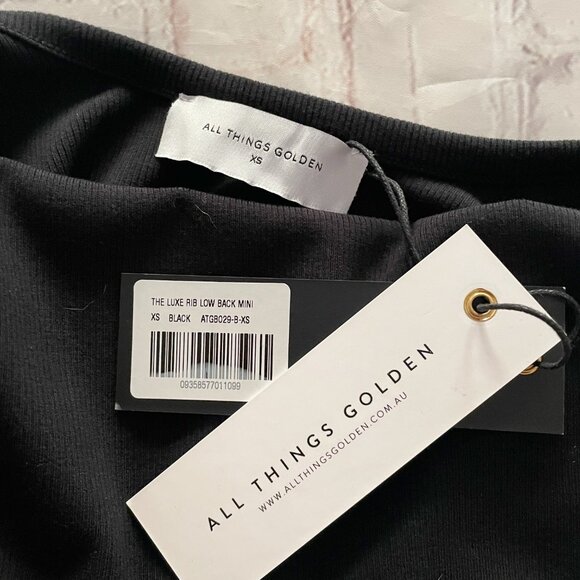 ALL THINGS GOLDEN
XS
THE LUXE RIB LOW BACK MINI
XS BLACK ATGB029-B-XS
09358577011099
ALL THINGS GOLDEN
WWW.ALLTHINGSGOLDEN.COM.AU